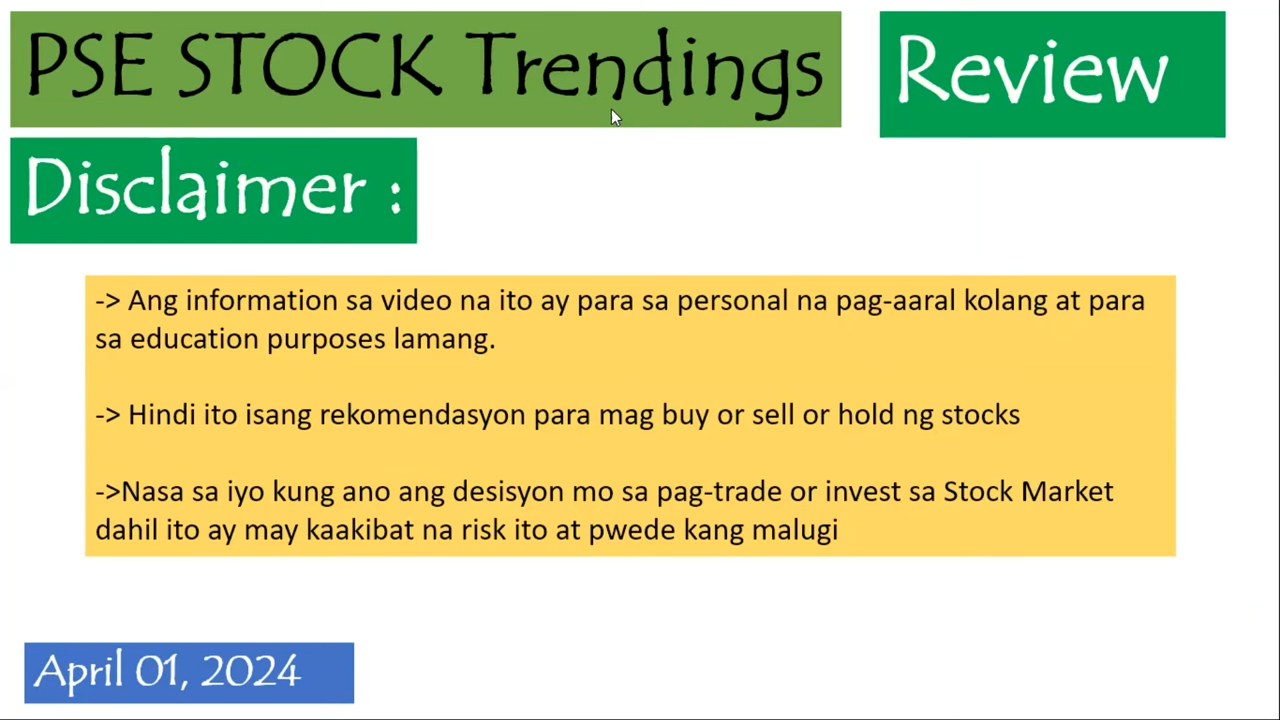 PSE STOCK Trendings
Review
Disclaimer :
-> Ang information sa video na ito ay para sa personal na pag-aaral kolang at para
sa education purposes lamang.
-> Hindi ito isang rekomendasyon para mag buy or sell or hold ng stocks
->Nasa sa iyo kung ano ang desisyon mo sa pag-trade or invest sa Stock Market
dahil ito ay may kaakibat na risk ito at pwede kang malugi
April 01, 2024